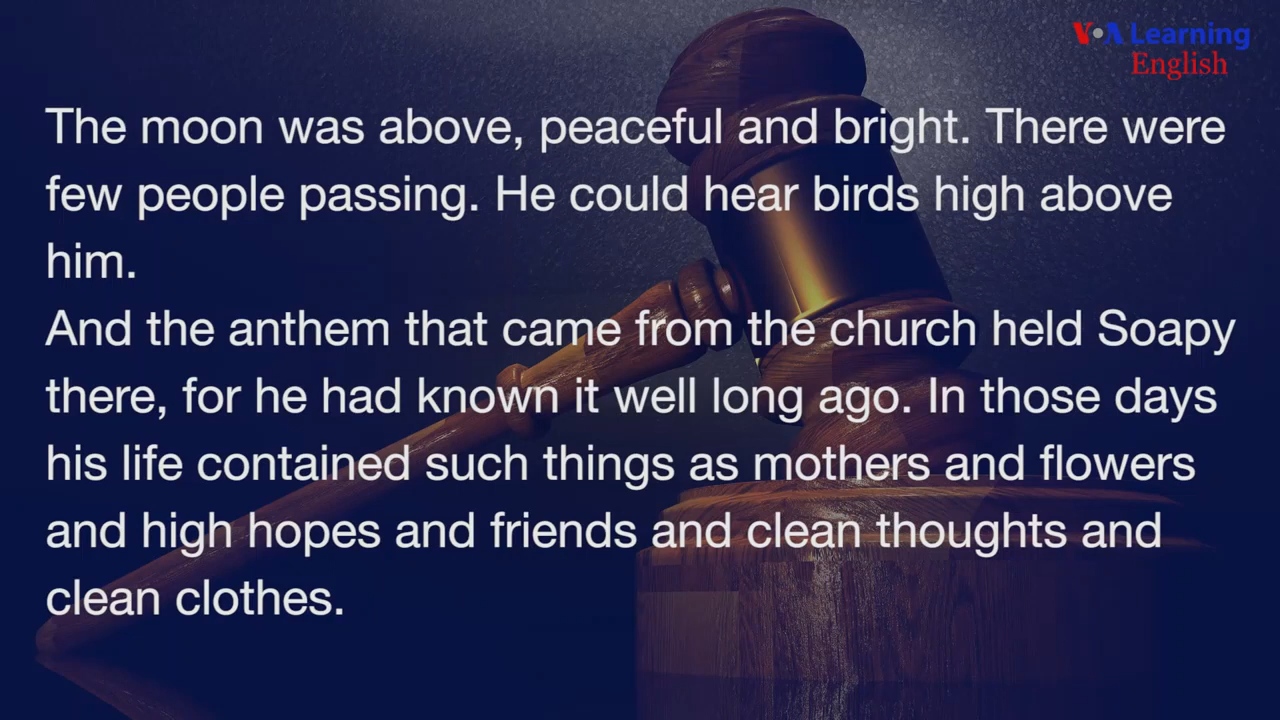 VOA Learning
English
The moon was above, peaceful and bright. There were
few people passing. He could hear birds high above
him.
And the anthem that came from the church held Soapy
there, for he had known it well long ago. In those days
his life contained such things as mothers and flowers
and high hopes and friends and clean thoughts and
clean clothes.